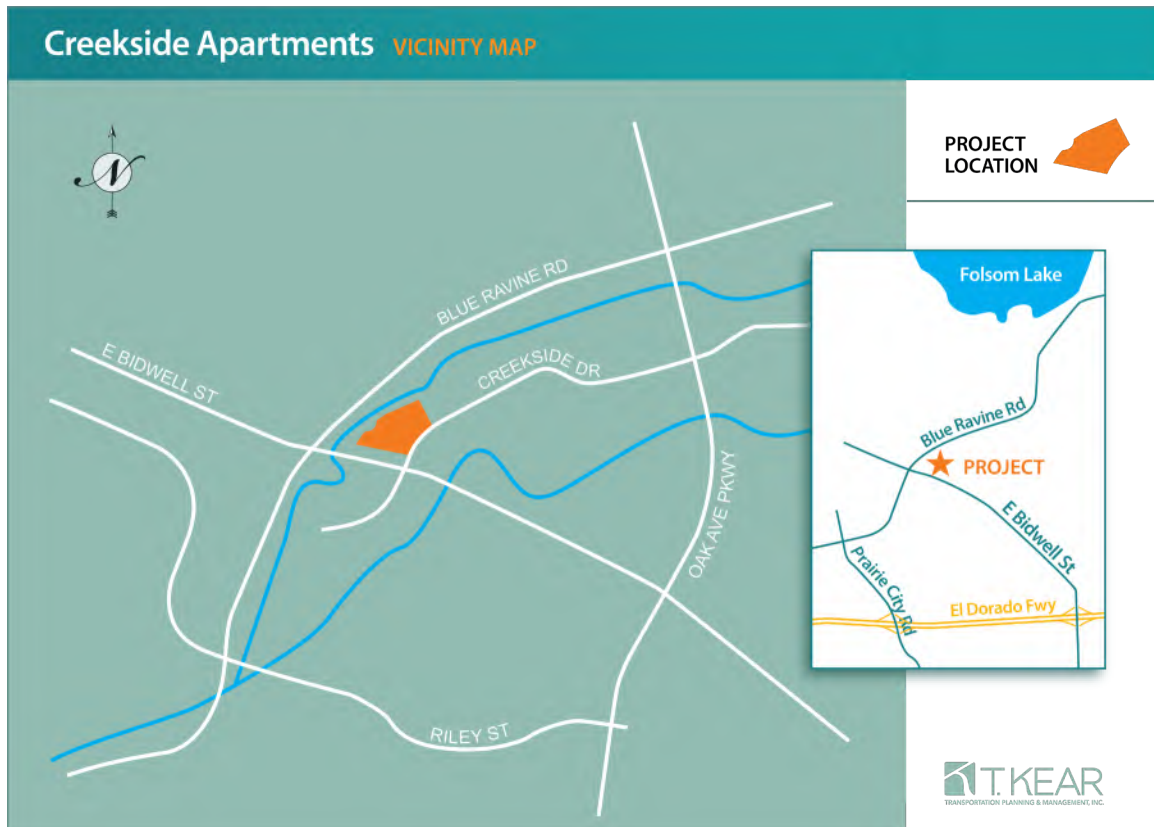 Creekside Apartments VICINITY MAP
N
PROJECT
LOCATION
BLUE RAVINE RD
E BIDWELL ST
CREEKSIDE DR
OAK AVE PKWY
RILEY ST
Folsom Lake
Blue Ravine Rd
PROJECT
E Bidwell St
Prairie City Rd
El Dorado Fwy
T. KEAR
TRANSPORTATION PLANNING & MANAGEMENT, INC.